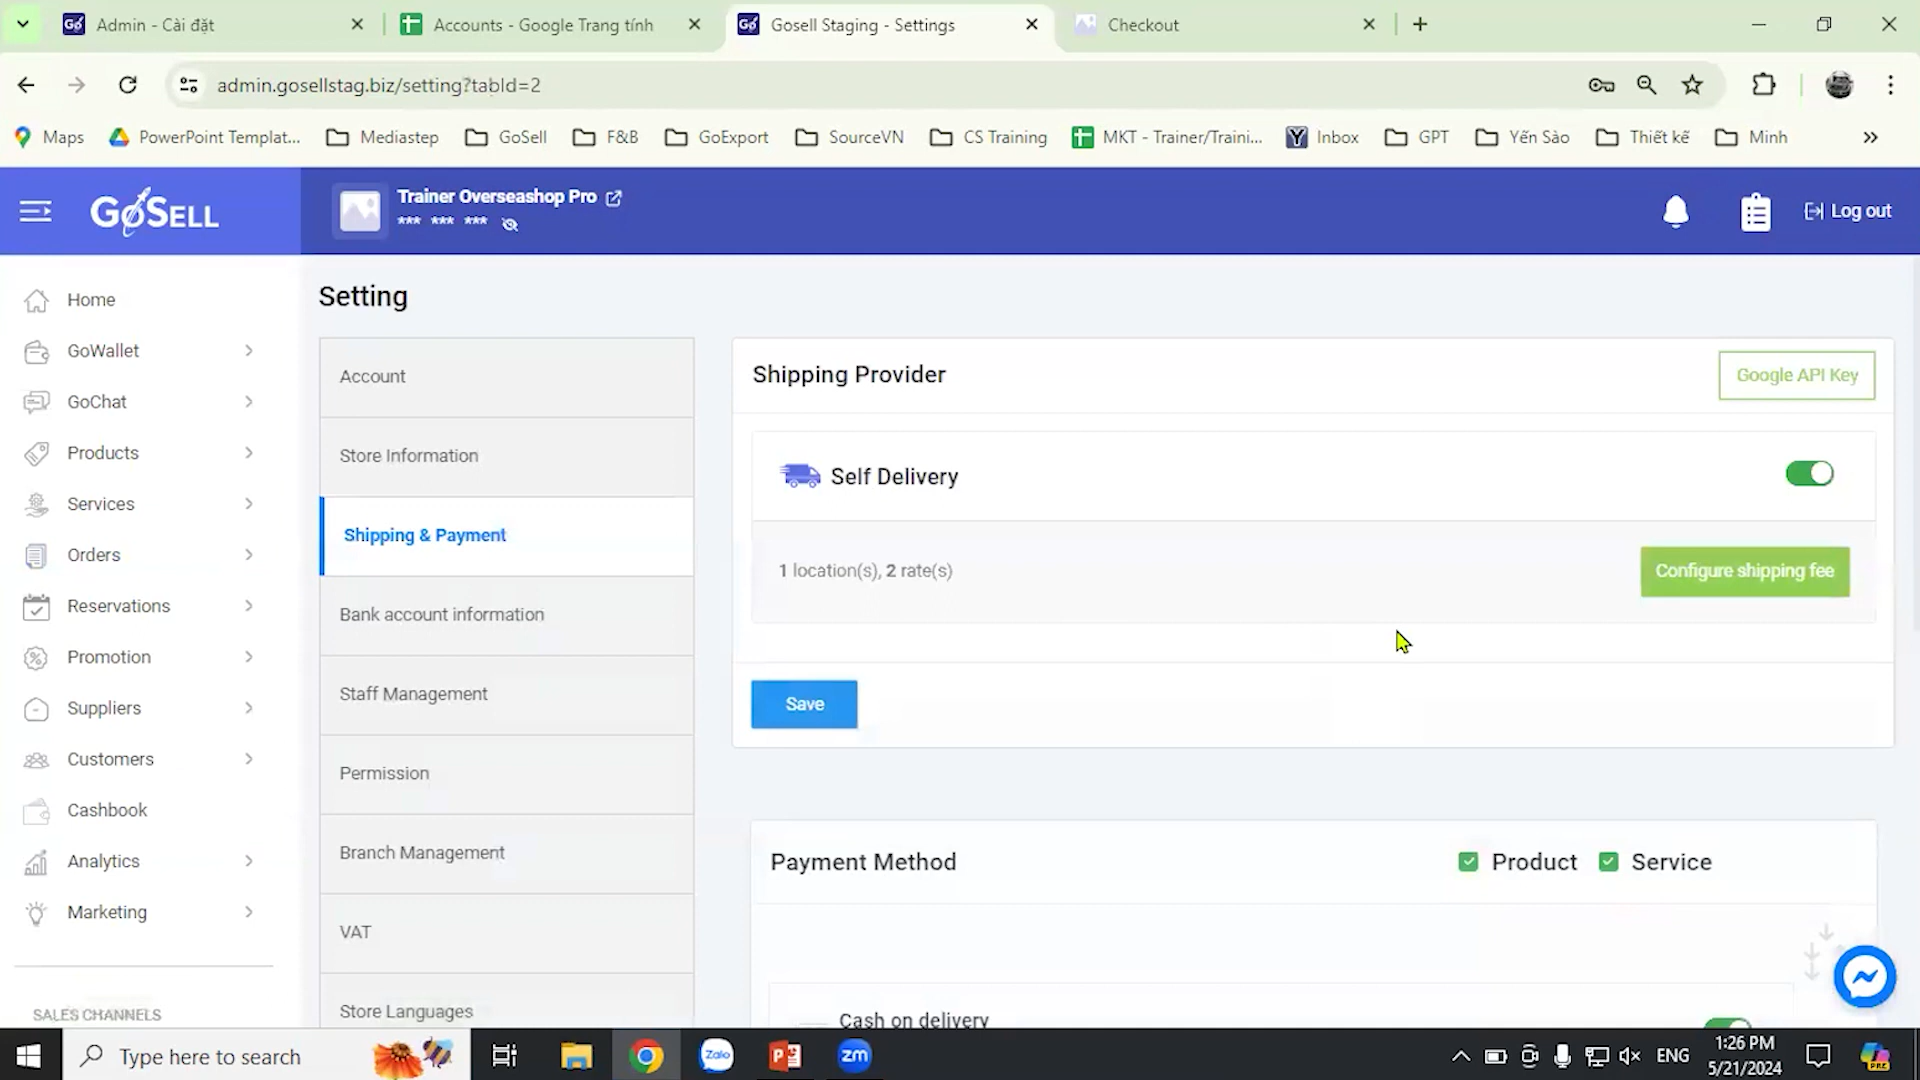 Admin - Cài đặt
Accounts - Google Trang tính
Gosell Staging - Settings
Checkout
admin.gosellstag.biz/setting?tabId=2
Maps
PowerPoint Templat...
Mediastep
GoSell
F&B
GoExport
SourceVN
CS Training
MKT - Trainer/Traini...
Inbox
GPT
Yến Sào
Thiết kế
Minh
»
GoSELL
Trainer Overseashop Pro
*** *** ***
Log out
Home
GoWallet
GoChat
Products
Services
Orders
Reservations
Promotion
Suppliers
Customers
Cashbook
Analytics
Marketing
SALES CHANNELS
Setting
Account
Store Information
Shipping & Payment
Bank account information
Staff Management
Permission
Branch Management
VAT
Store Languages
Shipping Provider
Google API Key
Self Delivery
1 location(s), 2 rate(s)
Configure shipping fee
Save
Payment Method
Product
Service
Cash on delivery
Type here to search
Zalo
zm
ENG
1:26 PM
5/21/2024
PRE